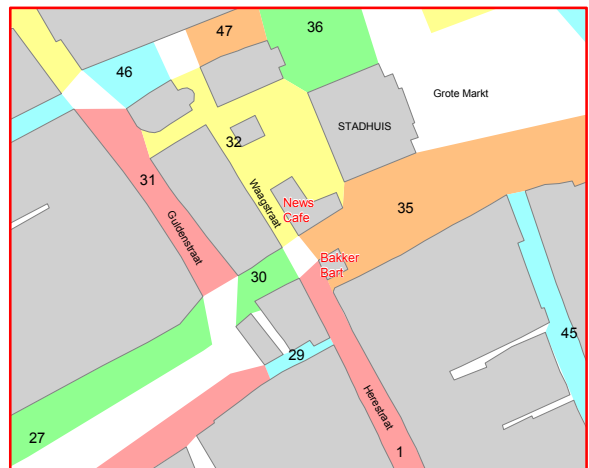 47
36
46
Grote Markt
STADHUIS
32
31
Waagstraat
News
Cafe
35
Guldenstraat
Bakker
Bart
30
45
29
Herestraat
27
1